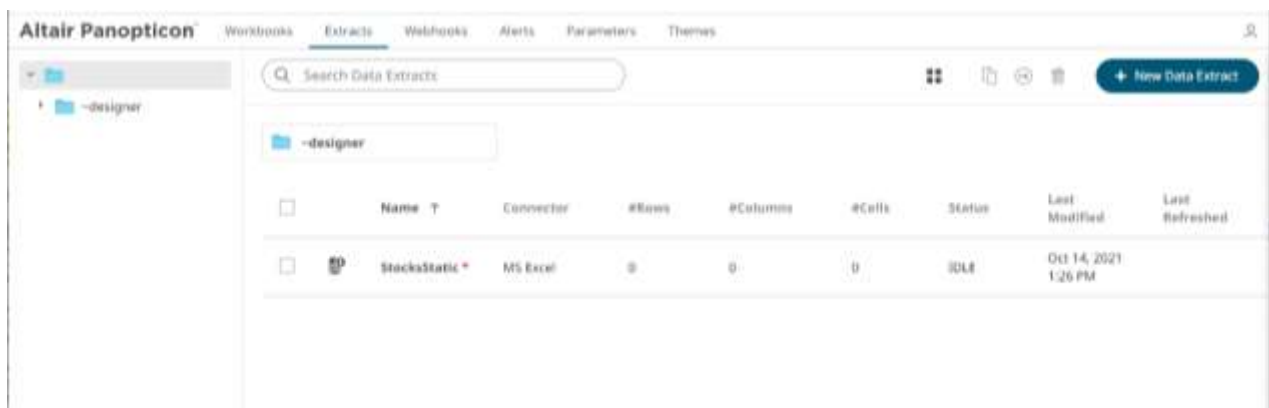 Altair Panopticon
Workbooks Extracts Webhooks Alerts Parameters Themes
Search Data Extracts
+ New Data Extract
~designer
~designer
Name ↑ Connector #Rows #Columns #Cells Status Last Modified Last Refreshed
StocksStatic * MS Excel 0 0 0 IDLE Oct 14, 2021
1:26 PM